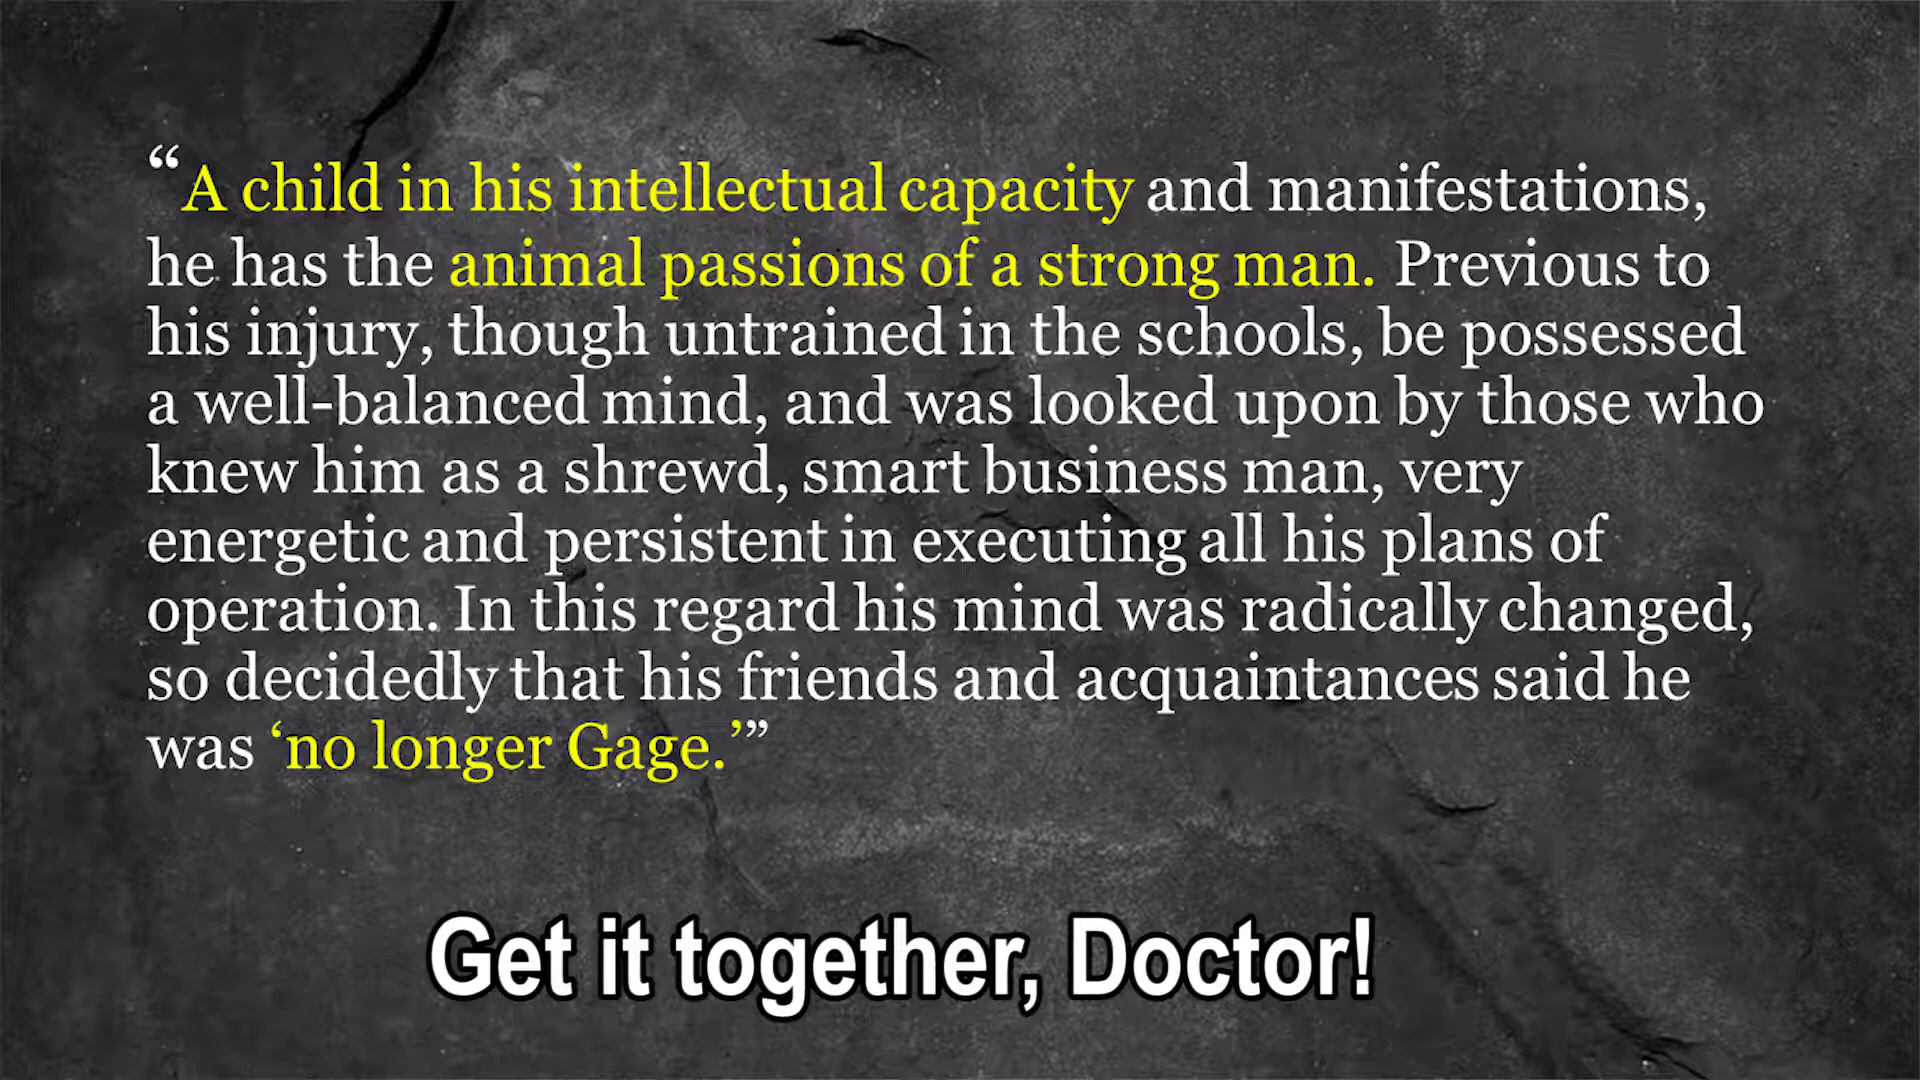 “A child in his intellectual capacity and manifestations,
he has the animal passions of a strong man. Previous to
his injury, though untrained in the schools, be possessed
a well-balanced mind, and was looked upon by those who
knew him as a shrewd, smart business man, very
energetic and persistent in executing all his plans of
operation. In this regard his mind was radically changed,
so decidedly that his friends and acquaintances said he
was ‘no longer Gage.’”
Get it together, Doctor!